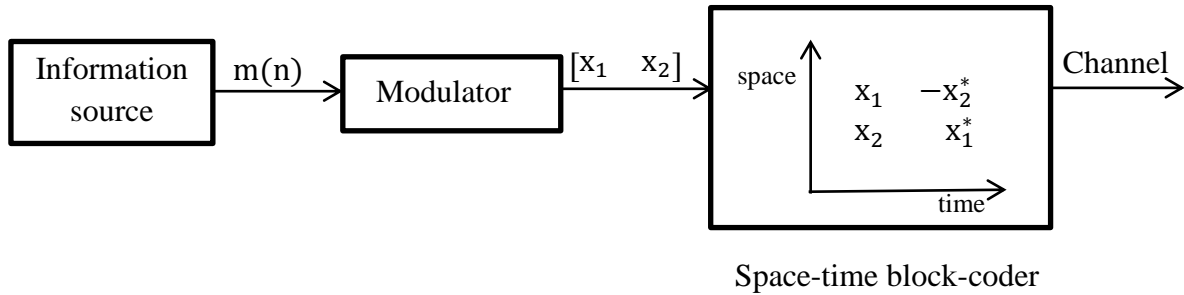 Information
source
m(n)
Modulator
[x₁ x₂]
space
x₁ −x₂*
x₂ x₁*
time
Channel
Space-time block-coder